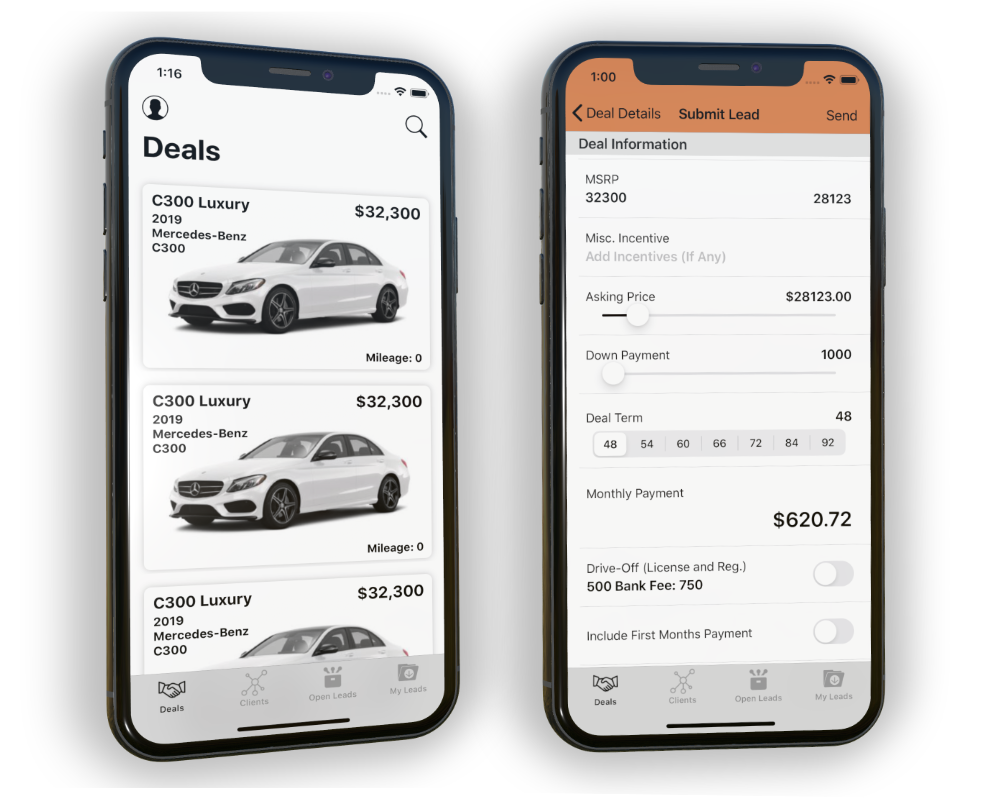 1:16
Deals
C300 Luxury
$32,300
2019
Mercedes-Benz
C300
Mileage: 0
C300 Luxury
$32,300
2019
Mercedes-Benz
C300
Mileage: 0
C300 Luxury
$32,300
2019
Mercedes-Benz
C300
Deals
Clients
Open Leads
My Leads
1:00
Deal Details
Submit Lead
Send
Deal Information
MSRP
32300
28123
Misc. Incentive
Add Incentives (If Any)
Asking Price
$28123.00
Down Payment
1000
Deal Term
48
48 54 60 66 72 84 92
Monthly Payment
$620.72
Drive-Off (License and Reg.)
500 Bank Fee: 750
Include First Months Payment
Deals
Clients
Open Leads
My Leads